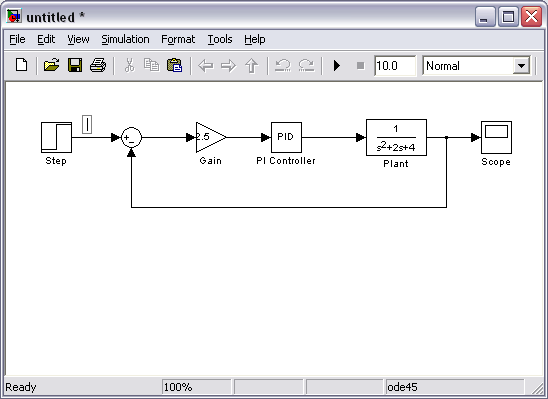 untitled *
File Edit View Simulation Format Tools Help
10.0 Normal
+
−
2.5
PID
1
s2+2s+4
Step Gain PI Controller Plant Scope
Ready 100% ode45